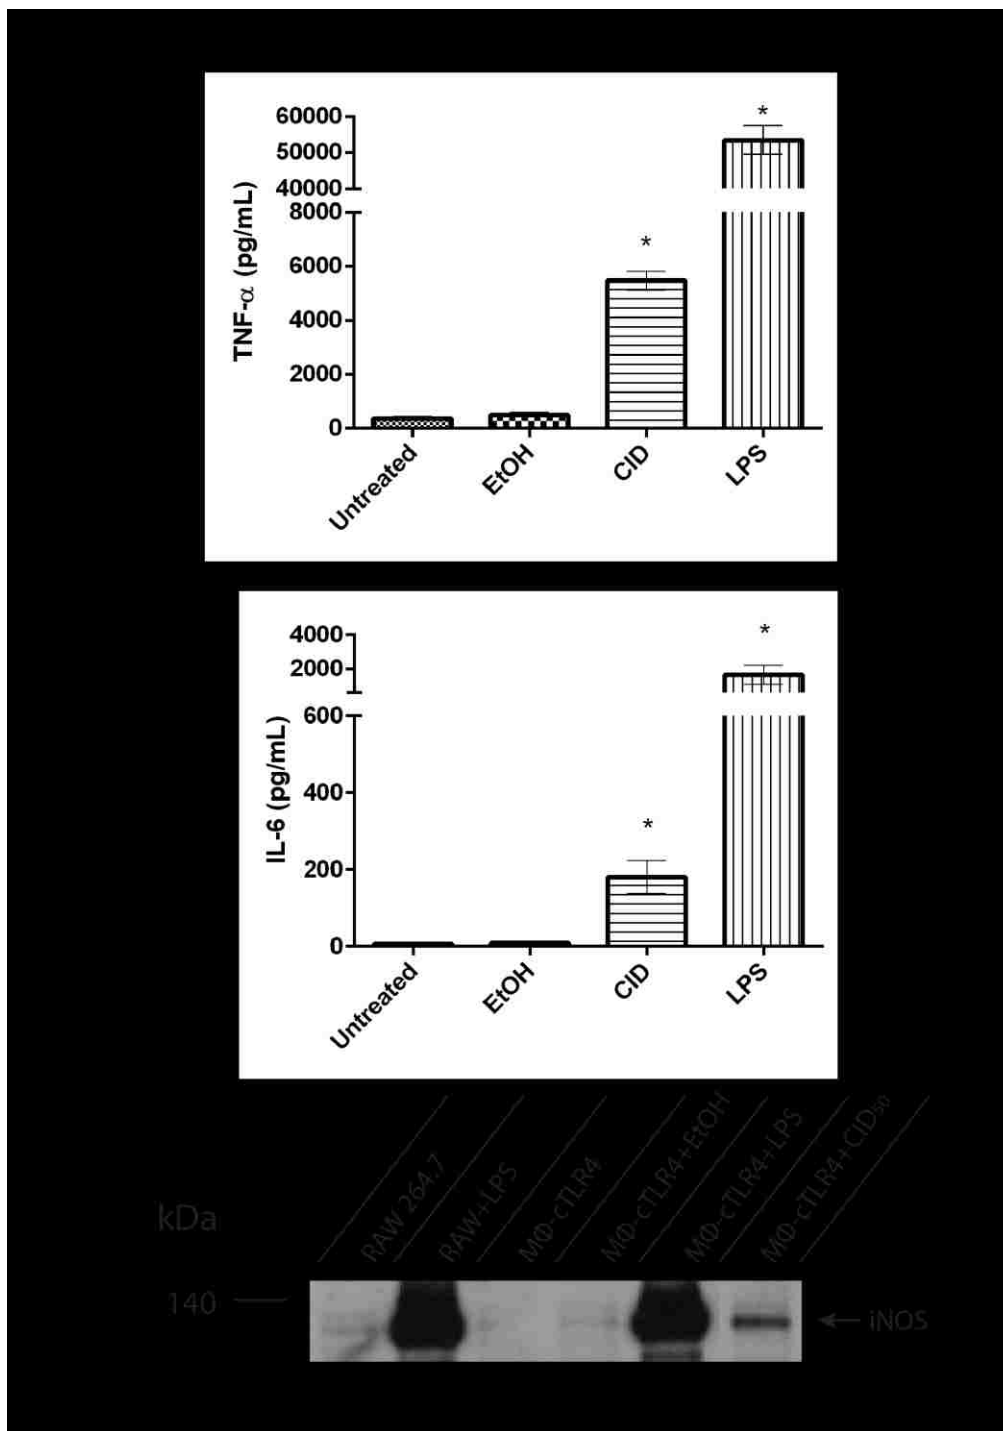 60000
50000
40000
8000
6000
4000
2000
0
TNF-α (pg/mL)
*
*
Untreated
EtOH
CID
LPS
4000
2000
600
400
200
0
IL-6 (pg/mL)
*
*
Untreated
EtOH
CID
LPS
RAW 264.7
RAW+LPS
MΦ-cTLR4
MΦ-cTLR4+EtOH
MΦ-cTLR4+LPS
MΦ-cTLR4+CID50
kDa
140
← iNOS